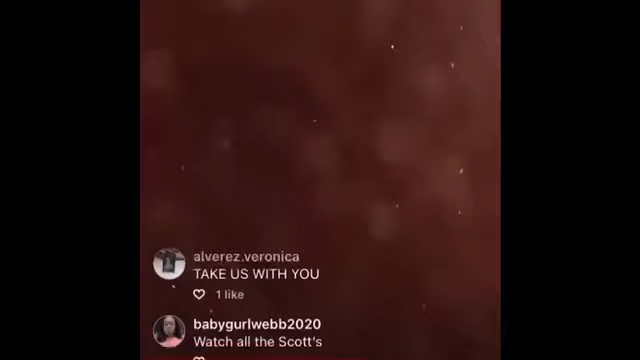 alverez.veronica
TAKE US WITH YOU
1 like
babygurlwebb2020
Watch all the Scott's